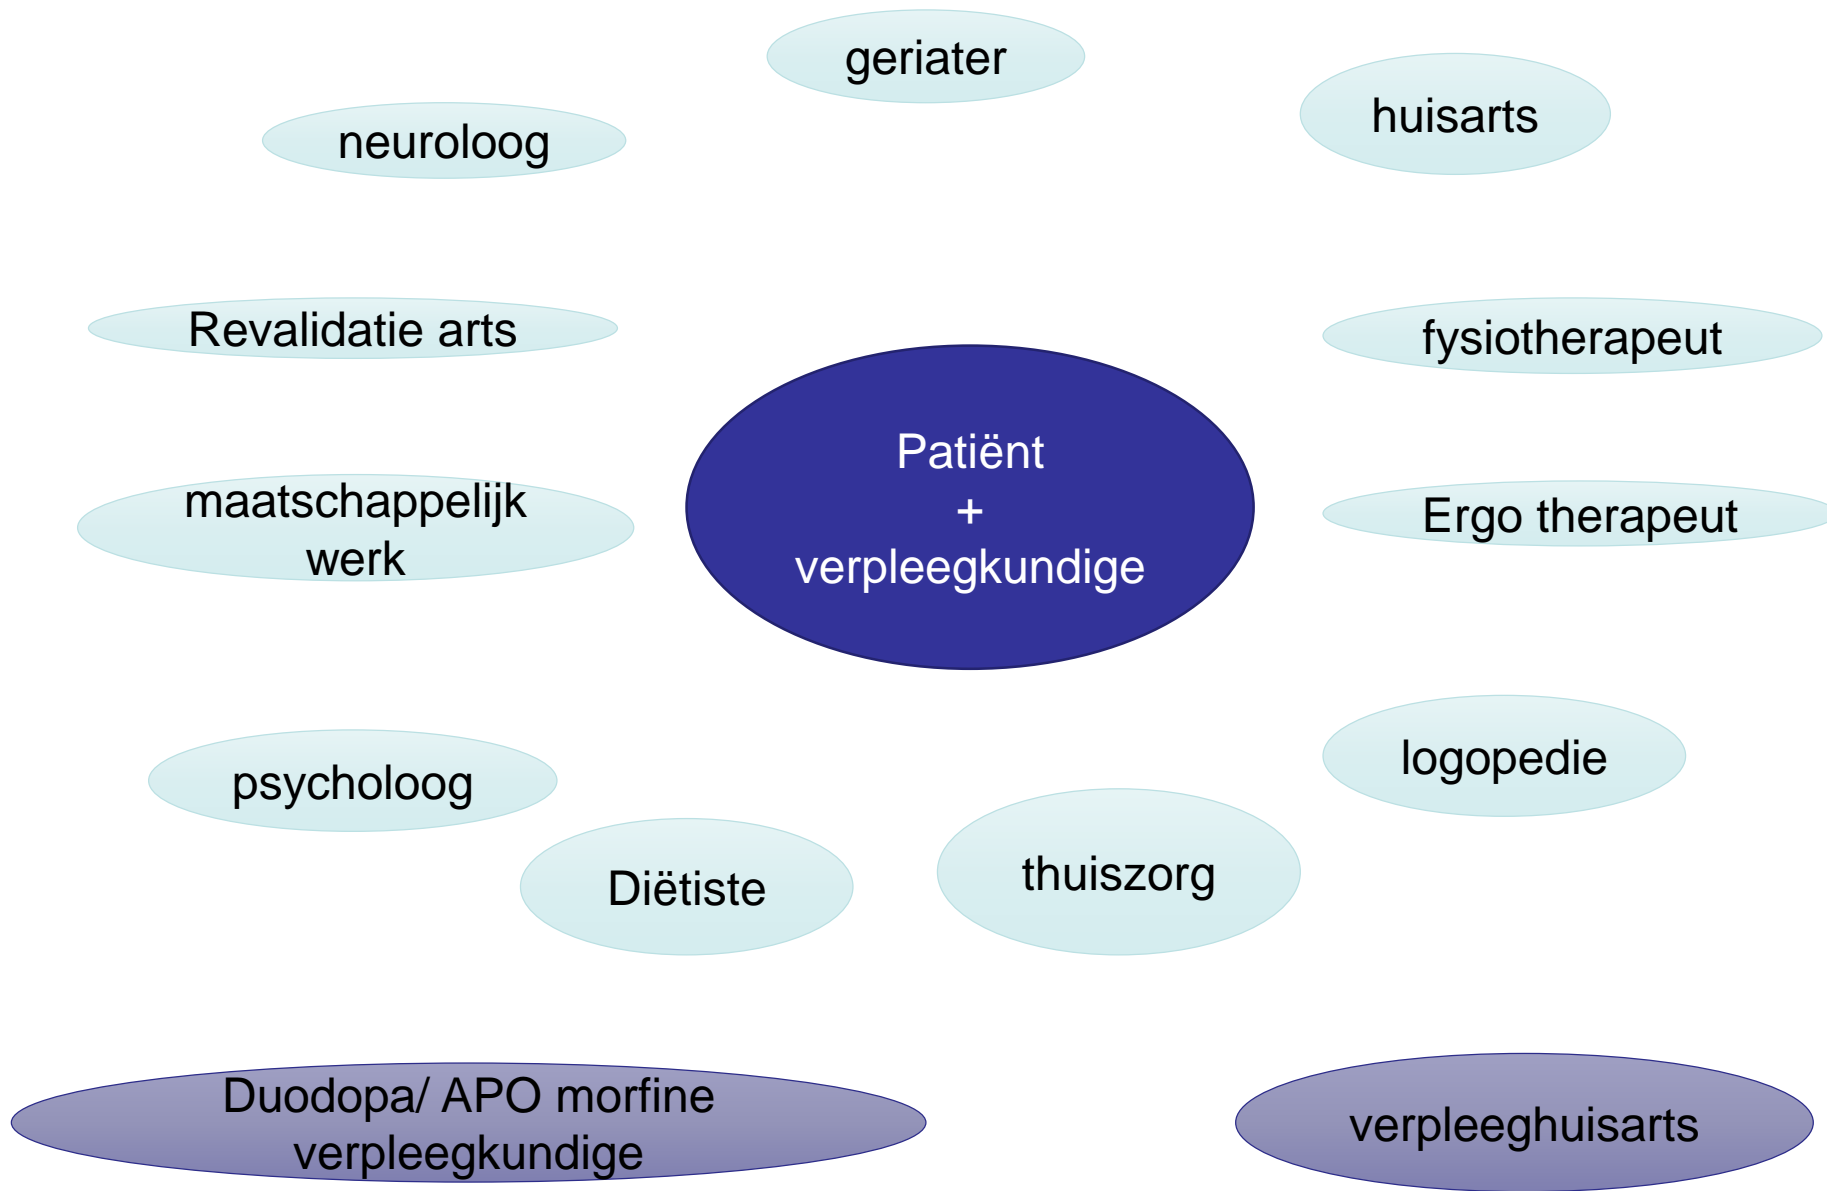 geriater
huisarts
neuroloog
Revalidatie arts
fysiotherapeut
Patiënt
+
verpleegkundige
maatschappelijk
werk
Ergo therapeut
psycholoog
logopedie
Diëtiste
thuiszorg
Duodopa/ APO morfine
verpleegkundige
verpleeghuisarts